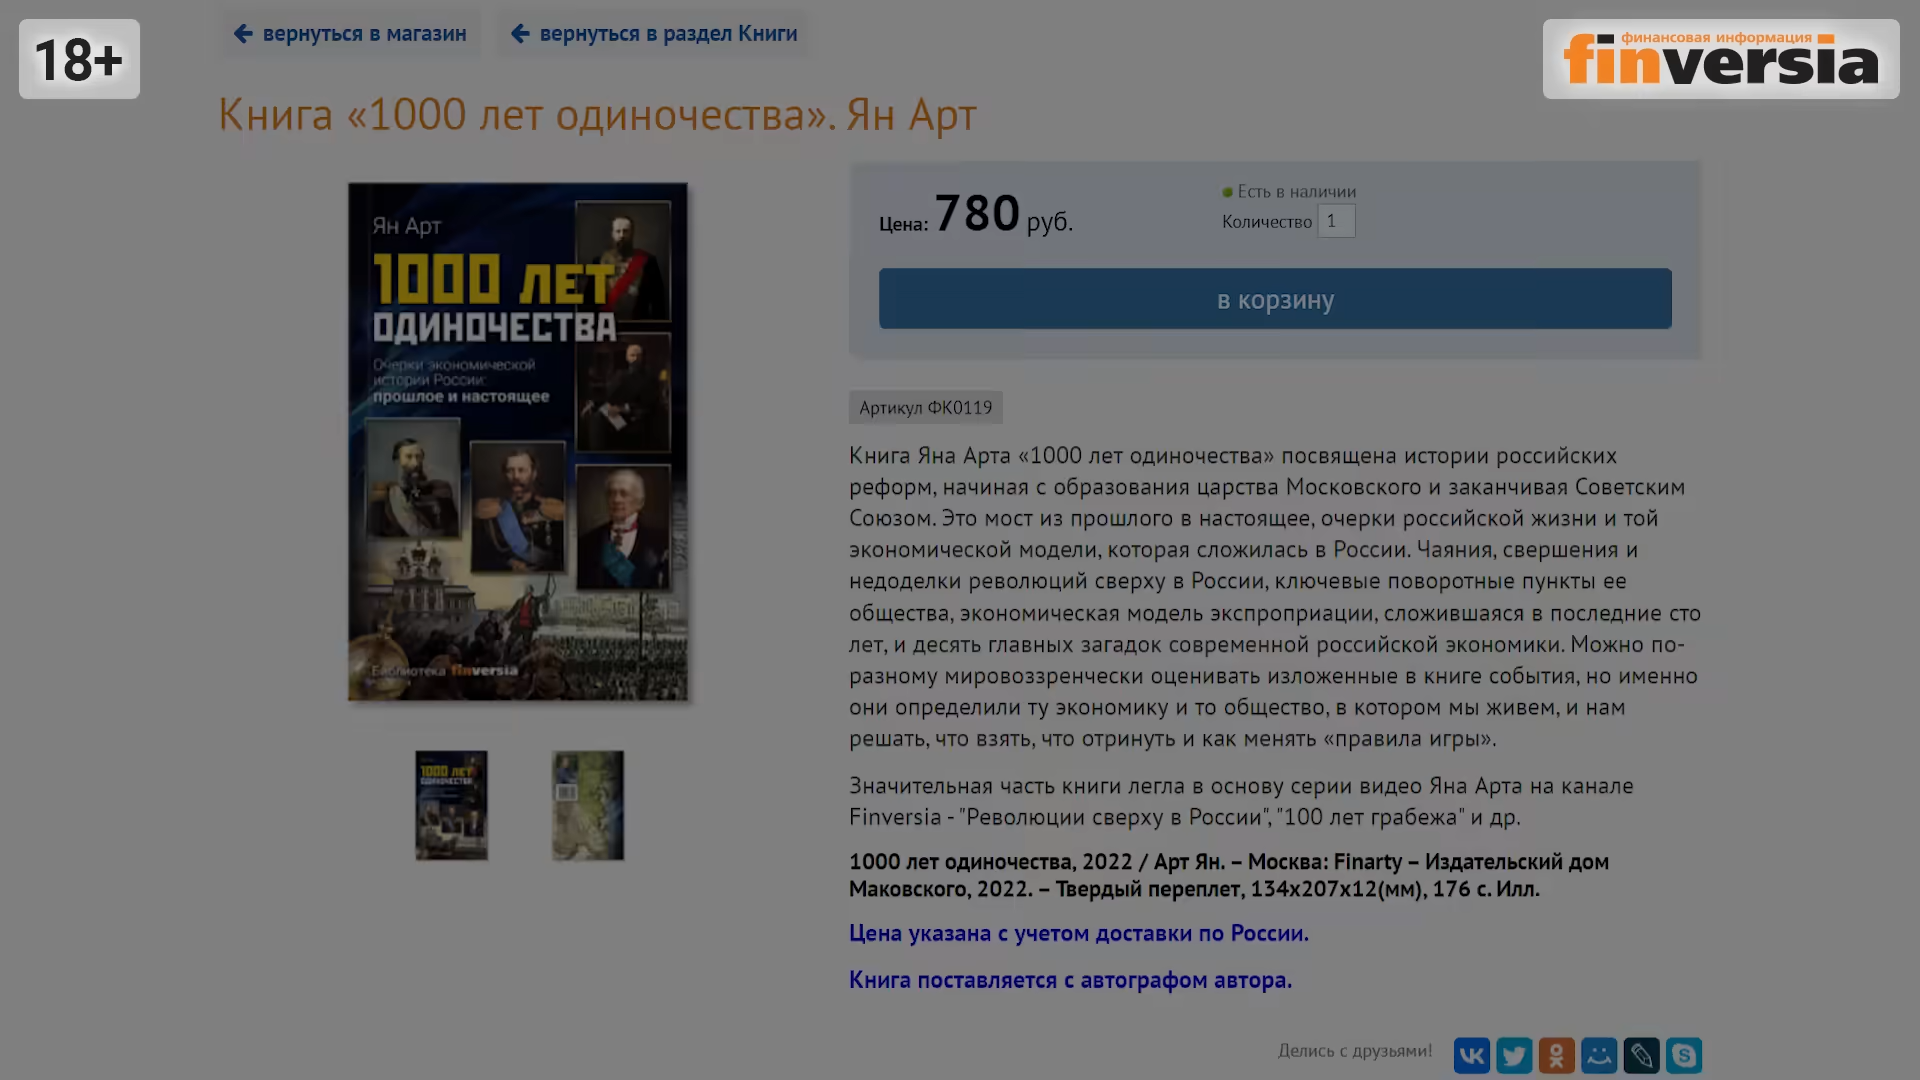 18+
вернуться в магазин
вернуться в раздел Книги
финансовая информация
finversia
Книга «1000 лет одиночества». Ян Арт
Ян Арт
1000 ЛЕТ
ОДИНОЧЕСТВА
Очерки экономической
истории России:
прошлое и настоящее
Библиотека finversia
1000 ЛЕТ
ОДИНОЧЕСТВА
Цена: 780 руб.
Есть в наличии
Количество 1
в корзину
Артикул ФК0119
Книга Яна Арта «1000 лет одиночества» посвящена истории российских
реформ, начиная с образования царства Московского и заканчивая Советским
Союзом. Это мост из прошлого в настоящее, очерки российской жизни и той
экономической модели, которая сложилась в России. Чаяния, свершения и
недоделки революций сверху в России, ключевые поворотные пункты ее
общества, экономическая модель экспроприации, сложившаяся в последние сто
лет, и десять главных загадок современной российской экономики. Можно по-
разному мировоззренчески оценивать изложенные в книге события, но именно
они определили ту экономику и то общество, в котором мы живем, и нам
решать, что взять, что отринуть и как менять «правила игры».
Значительная часть книги легла в основу серии видео Яна Арта на канале
Finversia - "Революции сверху в России", "100 лет грабежа" и др.
1000 лет одиночества, 2022 / Арт Ян. – Москва: Finarty – Издательский дом
Маковского, 2022. – Твердый переплет, 134х207х12(мм), 176 с. Илл.
Цена указана с учетом доставки по России.
Книга поставляется с автографом автора.
Делись с друзьями!